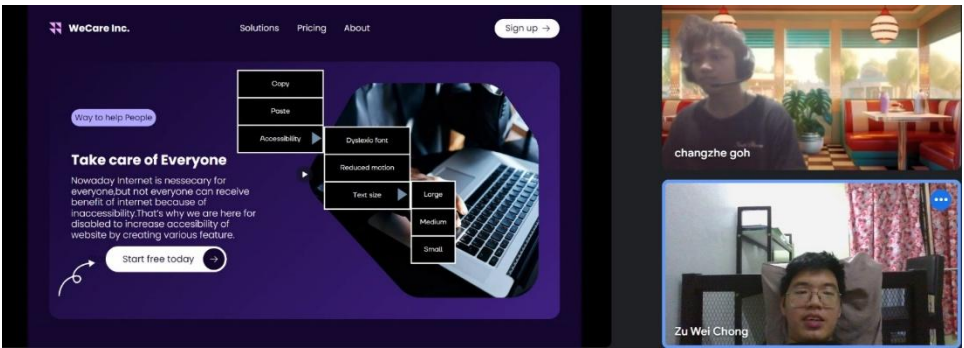 WeCare Inc.
Solutions Pricing About
Sign up →
Way to help People
Take care of Everyone
Nowaday Internet is nessecary for
everyone,but not everyone can receive
benefit of internet because of
inaccessibility.That's why we are here for
disabled to increase accesibility of
website by creating various feature.
Start free today →
Copy
Paste
Accessibility
Dyslexic font
Reduced motion
Text size
Large
Medium
Small
changzhe goh
Zu Wei Chong